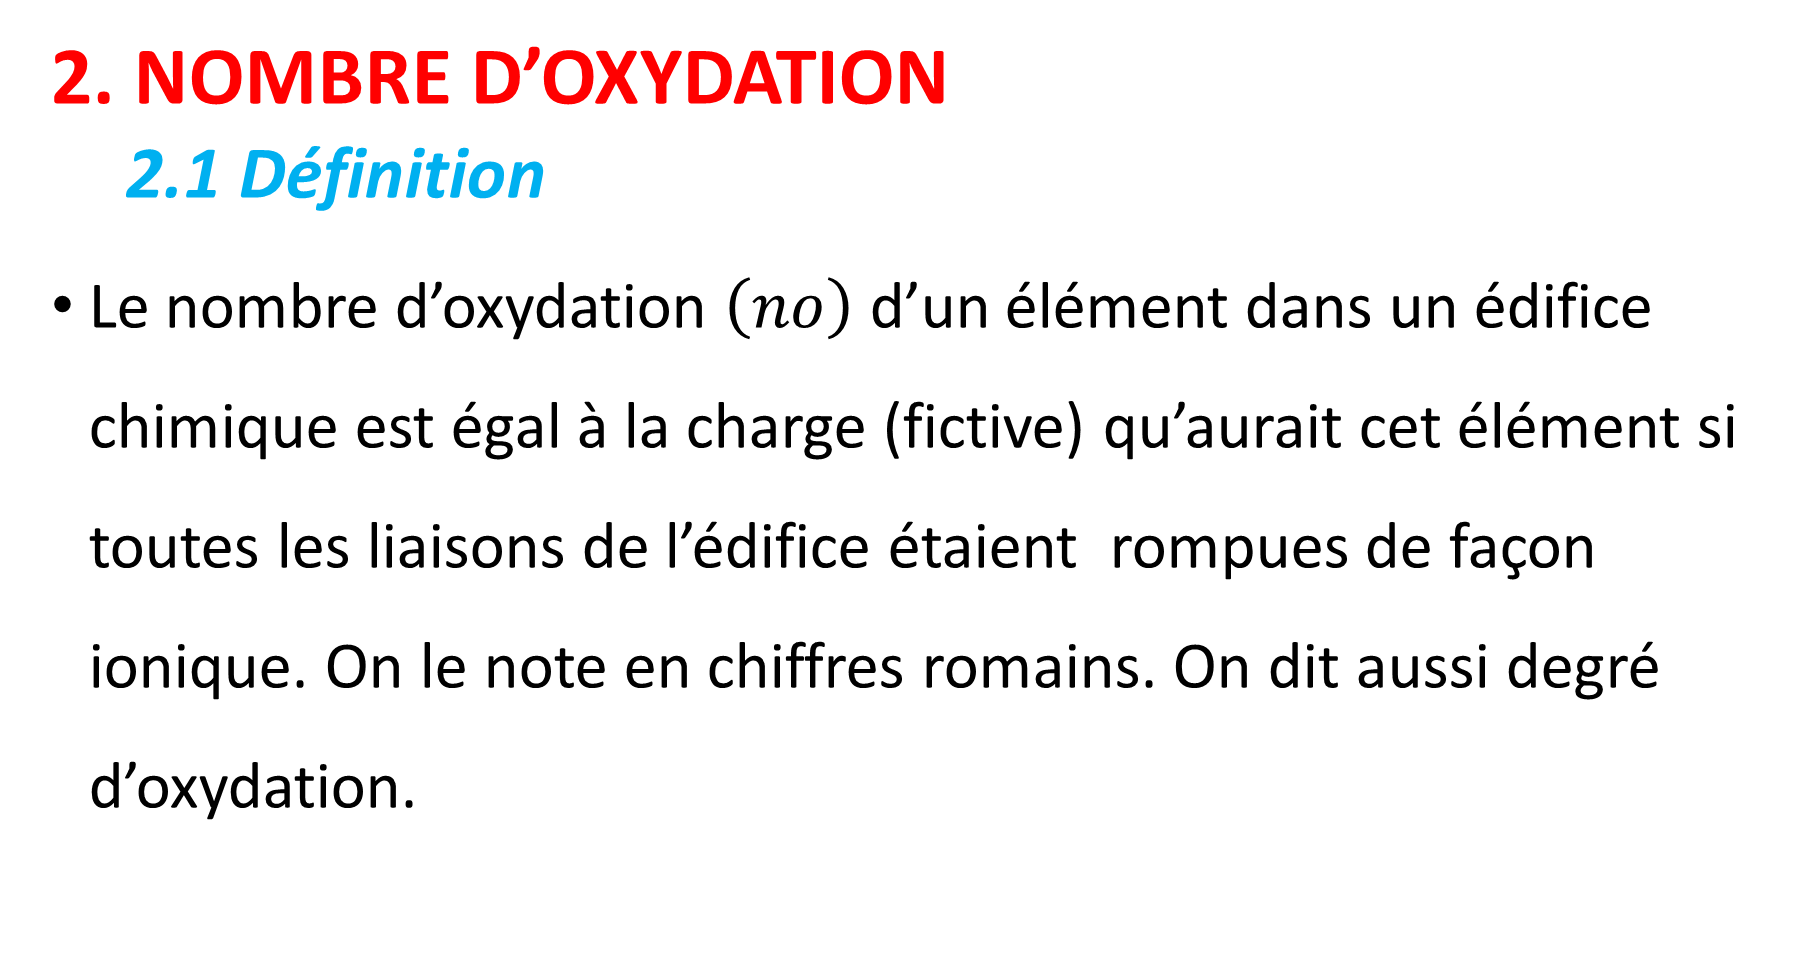 2. NOMBRE D’OXYDATION
2.1 Définition
• Le nombre d’oxydation (𝑛𝑜) d’un élément dans un édifice
chimique est égal à la charge (fictive) qu’aurait cet élément si
toutes les liaisons de l’édifice étaient  rompues de façon
ionique. On le note en chiffres romains. On dit aussi degré
d’oxydation.